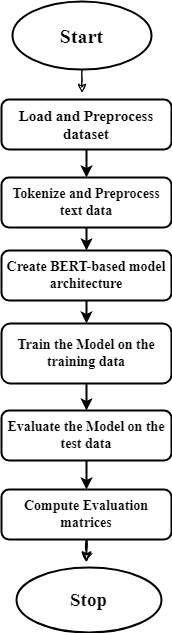 Start
Load and Preprocess
dataset
Tokenize and Preprocess
text data
Create BERT-based model
architecture
Train the Model on the
training data
Evaluate the Model on the
test data
Compute Evaluation
matrices
Stop